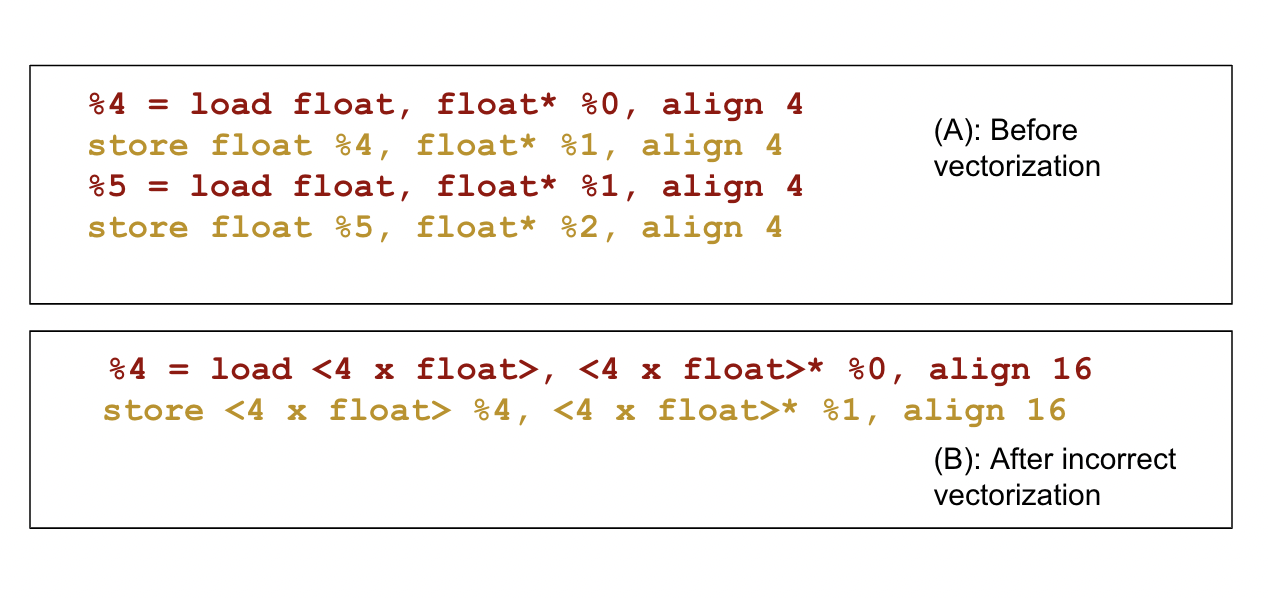 %4 = load float, float* %0, align 4
store float %4, float* %1, align 4
%5 = load float, float* %1, align 4
store float %5, float* %2, align 4
(A): Before
vectorization
%4 = load <4 x float>, <4 x float>* %0, align 16
store <4 x float> %4, <4 x float>* %1, align 16
(B): After incorrect
vectorization